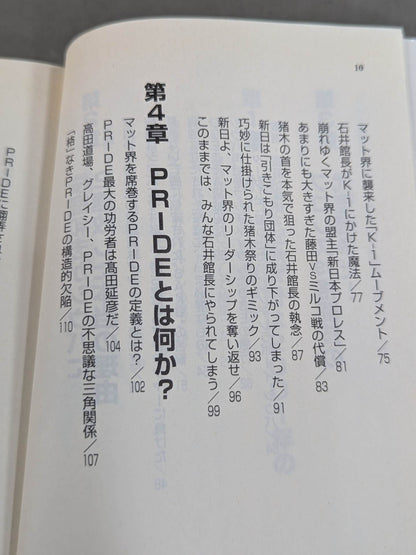 10
マット界に襲来した「K-1」ムーブメント/75
石井館長がK-1にかけた魔法/77
崩れゆくマット界の盟主「新日本プロレス」/81
あまりにも大きすぎた藤田vsミルコ戦の代償/83
猪木の首を本気で狙った石井館長の執念/87
新日は「引きこもり団体」に成り下がってしまった/91
巧妙に仕掛けられた猪木祭りのギミック/93
新日よ、マット界のリーダーシップを奪い返せ/96
このままでは、みんな石井館長にやられてしまう/99
第4章 PRIDEとは何か?
マット界を席巻するPRIDEの定義とは?/102
PRIDE最大の功労者は髙田延彦だ/104
高田道場、グレイシー、PRIDEの不思議な三角関係/107
「格」なきPRIDEの構造的欠陥/110